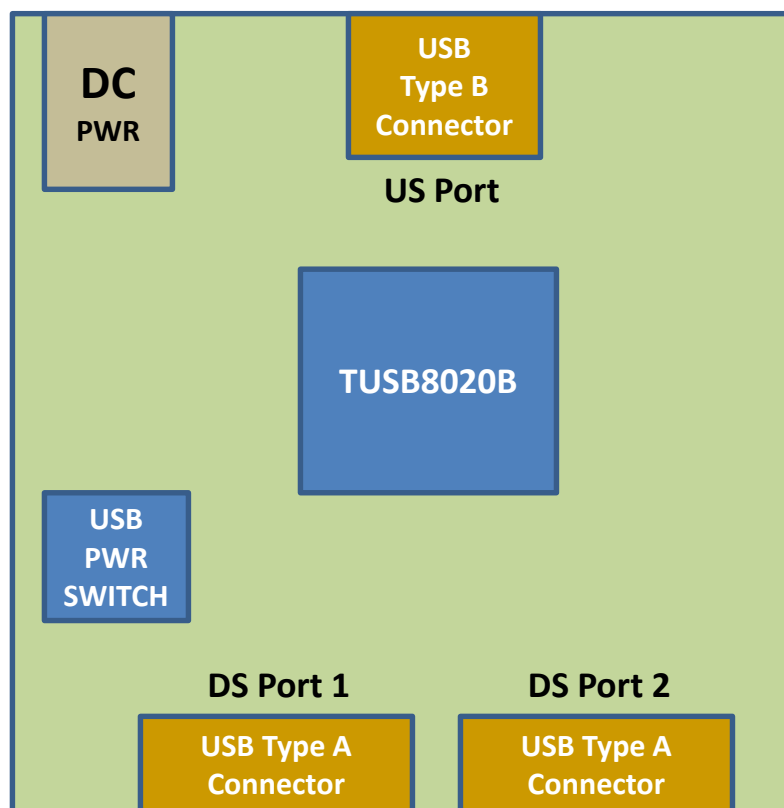 DC
PWR
USB
Type B
Connector
US Port
TUSB8020B
USB
PWR
SWITCH
DS Port 1
DS Port 2
USB Type A
Connector
USB Type A
Connector